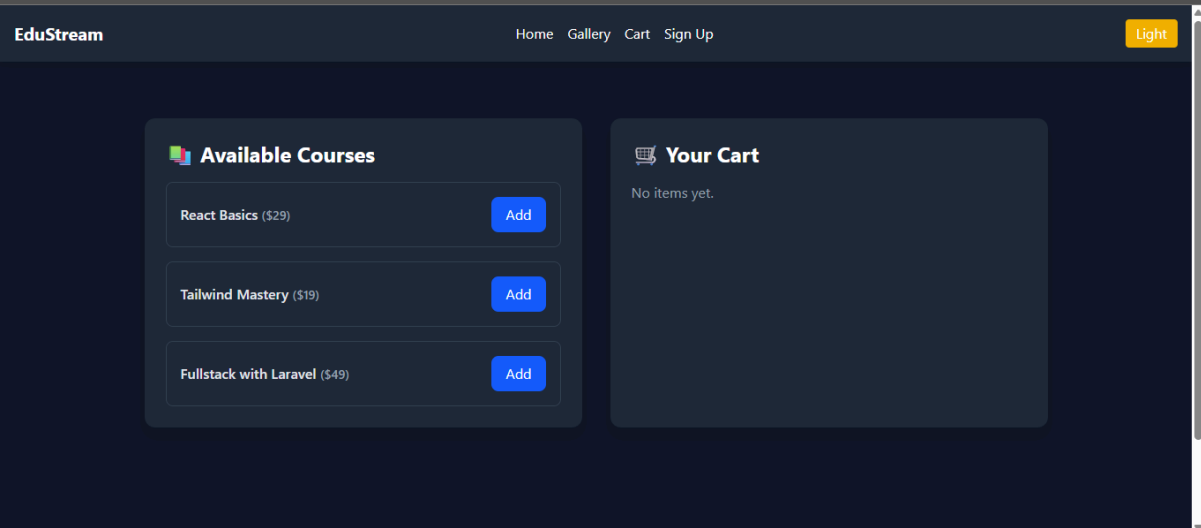 EduStream
Home Gallery Cart Sign Up
Light
Available Courses
React Basics ($29)
Add
Tailwind Mastery ($19)
Add
Fullstack with Laravel ($49)
Add
Your Cart
No items yet.